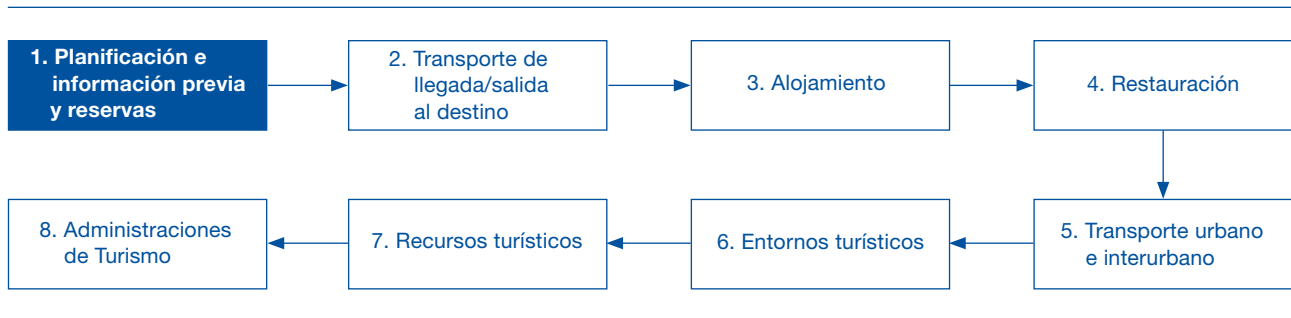 1. Planificación e
información previa
y reservas
2. Transporte de
llegada/salida
al destino
3. Alojamiento
4. Restauración
5. Transporte urbano
e interurbano
6. Entornos turísticos
7. Recursos turísticos
8. Administraciones
de Turismo